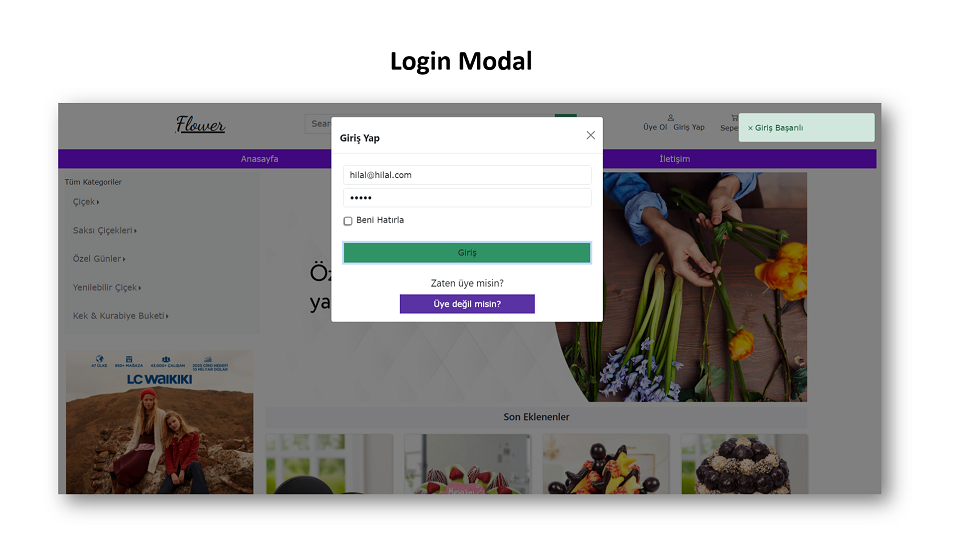 Login Modal
Flower
Sear
Üye Ol Giriş Yap
Sepe
× Giriş Başarılı
Anasayfa
İletişim
Giriş Yap
hilal@hilal.com
Beni Hatırla
Giriş
Zaten üye misin?
Üye değil misin?
Tüm Kategoriler
Çiçek
Saksı Çiçekleri
Özel Günler
Yenilebilir Çiçek
Kek & Kurabiye Buketi
Öz
ya
47 ÜLKE
LC WAIKIKI
Son Eklenenler